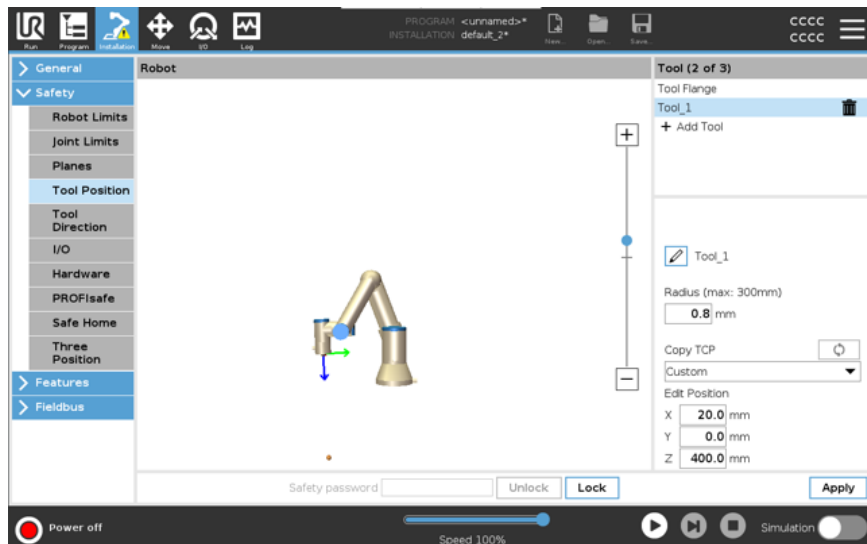 PROGRAM <unnamed>*
INSTALLATION default_2*
CCCC
CCCC
UR
Run
Program
Installation
Move
I/O
Log
New...
Open...
Save...
General
Safety
Robot Limits
Joint Limits
Planes
Tool Position
Tool
Direction
I/O
Hardware
PROFIsafe
Safe Home
Three
Position
Features
Fieldbus
Robot
Tool (2 of 3)
Tool Flange
Tool_1
+ Add Tool
Tool_1
Radius (max: 300mm)
0.8 mm
Copy TCP
Custom
Edit Position
X 20.0 mm
Y 0.0 mm
Z 400.0 mm
Safety password
Unlock
Lock
Apply
Power off
Speed 100%
Simulation